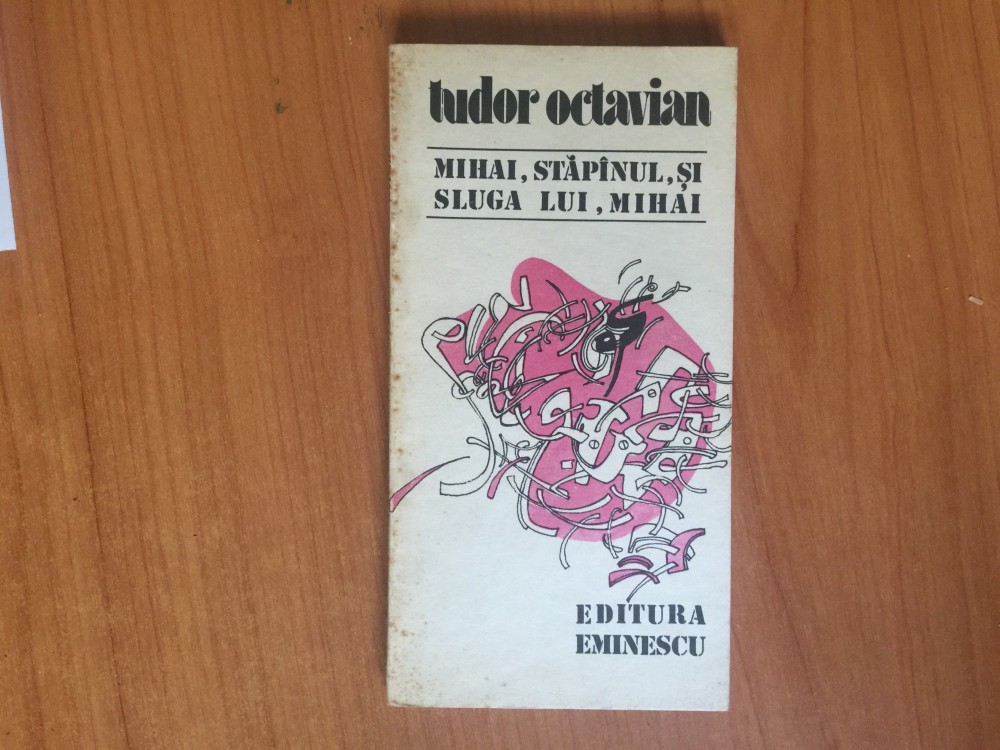 tudor octavian
MIHAI, STĂPÎNUL, ȘI
SLUGA LUI, MIHAI
EDITURA
EMINESCU